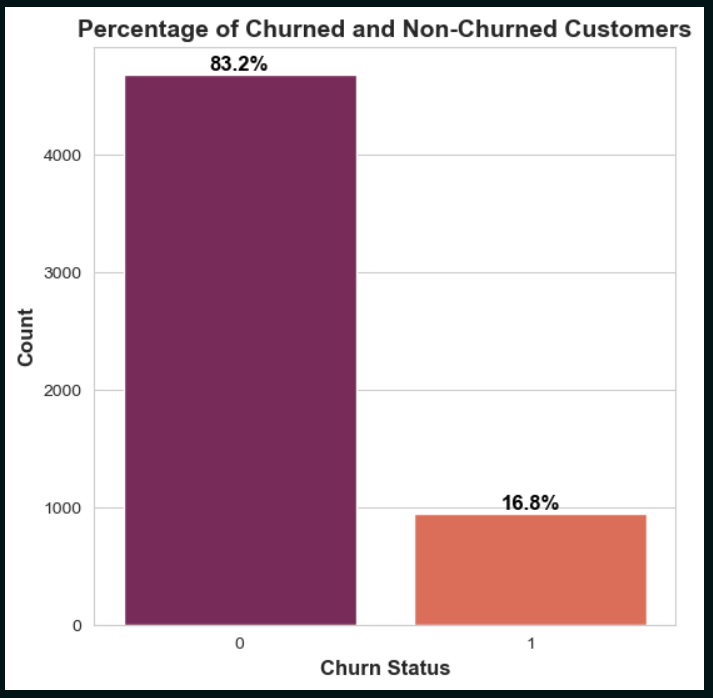 Percentage of Churned and Non-Churned Customers
83.2%
4000
3000
Count
2000
1000
16.8%
0
0 1
Churn Status